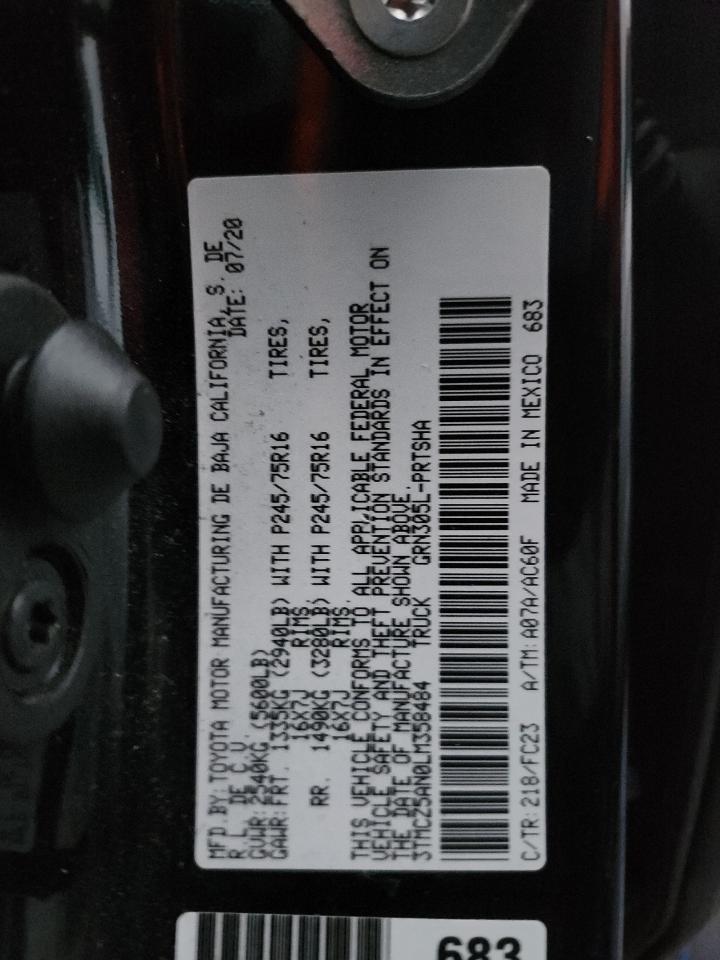 MFD.BY:TOYOTA MOTOR MANUFACTURING DE BAJA CALIFORNIA, S. DE
R.L. DE C.V. DATE: 07/20
GVWR:2540KG (5600LB)
GAWR:FRT. 1335KG (2940LB) WITH P245/75R16 TIRES,
16X7J RIMS,
RR. 1490KG (3280LB) WITH P245/75R16 TIRES,
16X7J RIMS.
THIS VEHICLE CONFORMS TO ALL APPLICABLE FEDERAL MOTOR
VEHICLE SAFETY AND THEFT PREVENTION STANDARDS IN EFFECT ON
THE DATE OF MANUFACTURE SHOWN ABOVE.
3TMCZ5AN0LM358484 TRUCK GRN305L-PRTSHA
C/TR:218/FC23 A/TM:A07A/AC60F MADE IN MEXICO 683
683